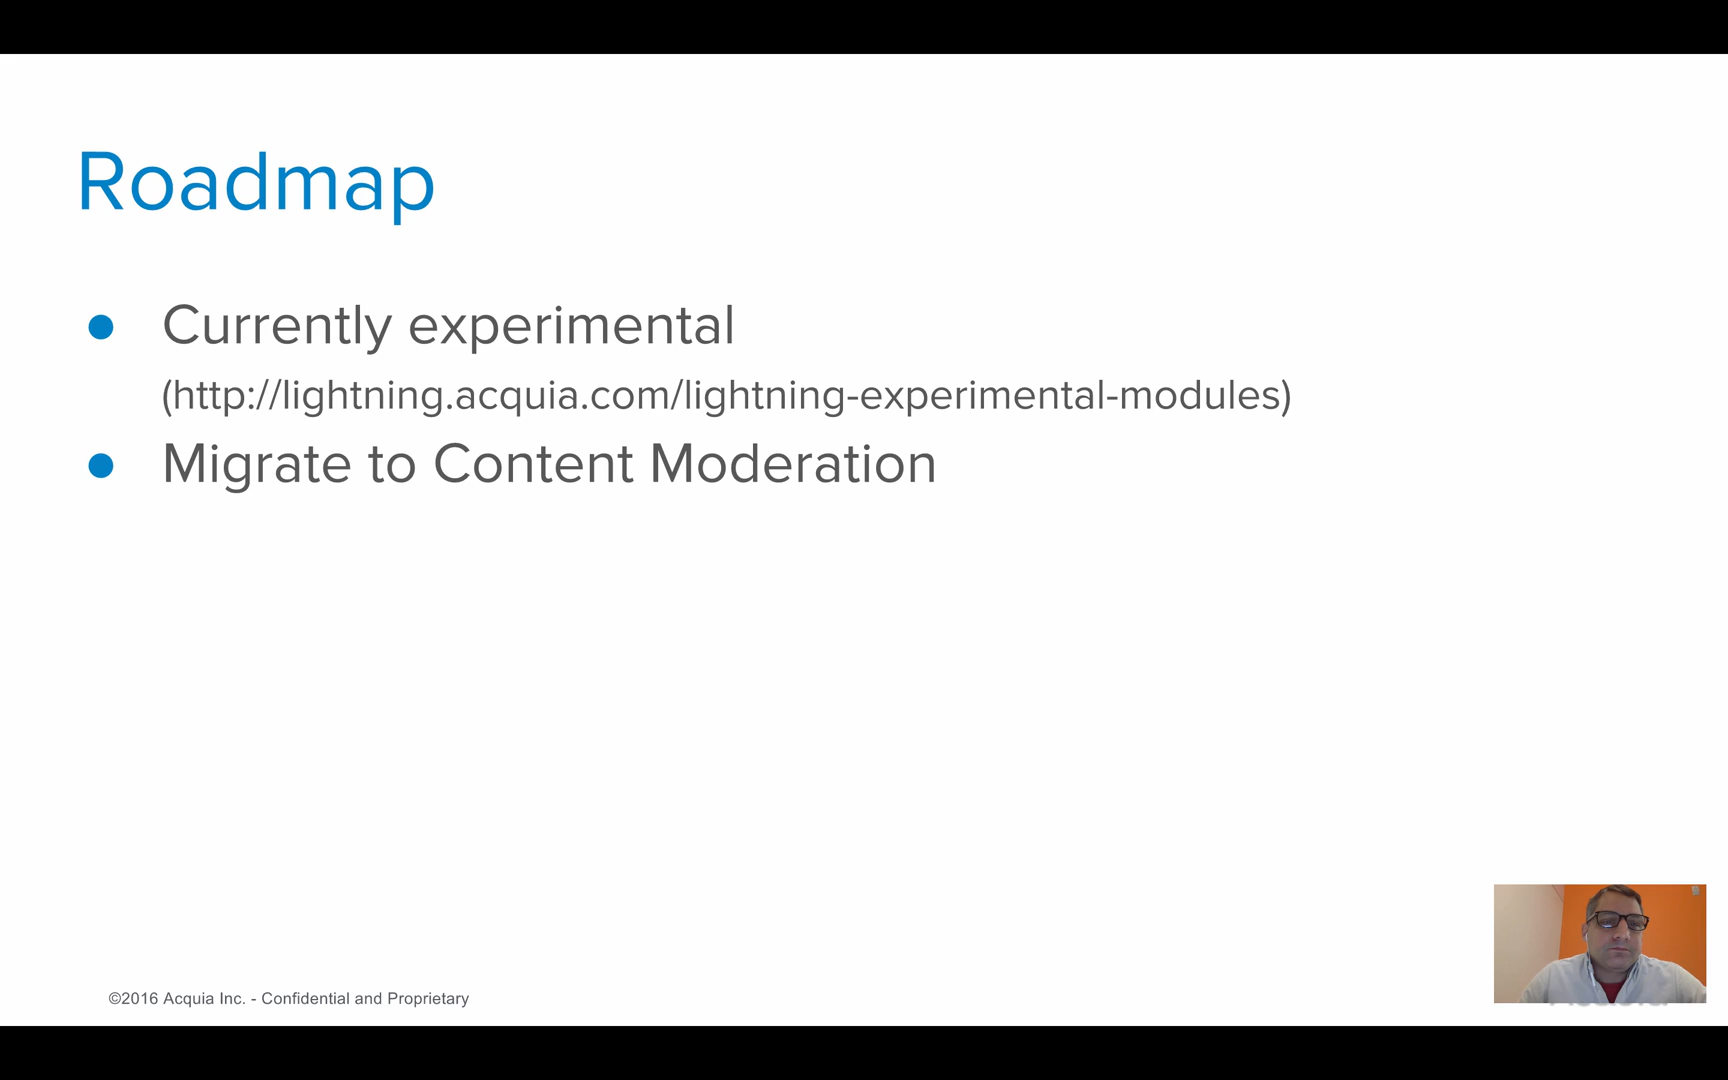 Roadmap
● Currently experimental
(http://lightning.acquia.com/lightning-experimental-modules)
● Migrate to Content Moderation
©2016 Acquia Inc. - Confidential and Proprietary